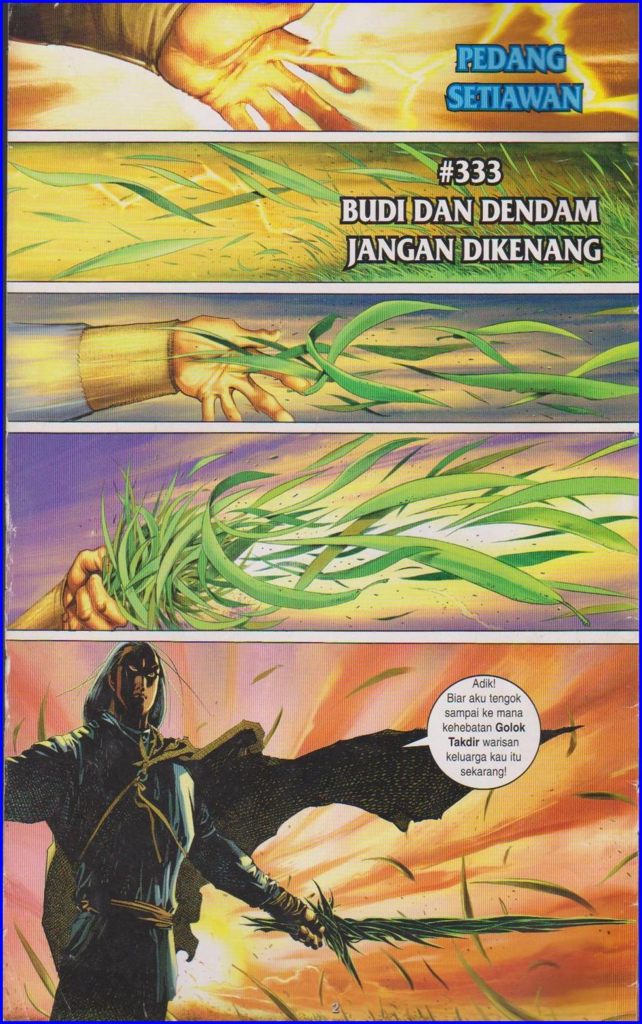 PEDANG
SETIAWAN
#333
BUDI DAN DENDAM
JANGAN DIKENANG
Adik!
Biar aku tengok
sampai ke mana
kehebatan Golok
Takdir warisan
keluarga kau itu
sekarang!
2